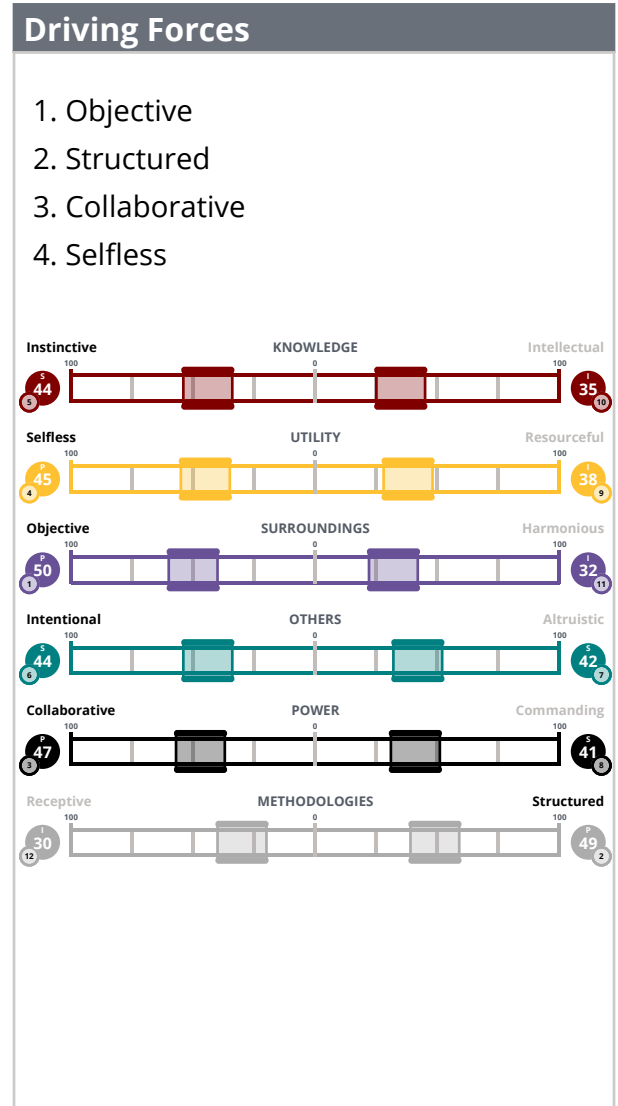 Driving Forces
1. Objective
2. Structured
3. Collaborative
4. Selfless
Instinctive KNOWLEDGE Intellectual
100 0 100
S 44 5 I 35 10
Selfless UTILITY Resourceful
100 0 100
P 45 4 I 38 9
Objective SURROUNDINGS Harmonious
100 0 100
P 50 1 I 32 11
Intentional OTHERS Altruistic
100 0 100
S 44 6 S 42 7
Collaborative POWER Commanding
100 0 100
P 47 3 S 41 8
Receptive METHODOLOGIES Structured
100 0 100
I 30 12 P 49 2